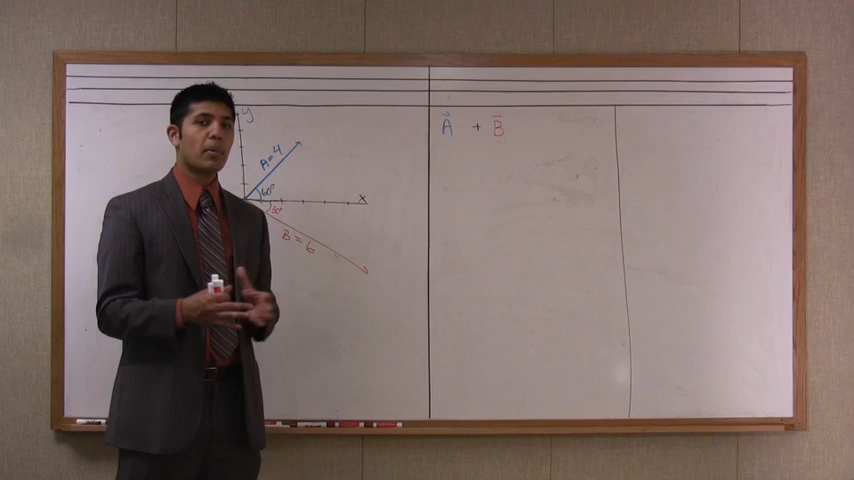 y
A = 4
60°
x
30°
B = 6
A + B